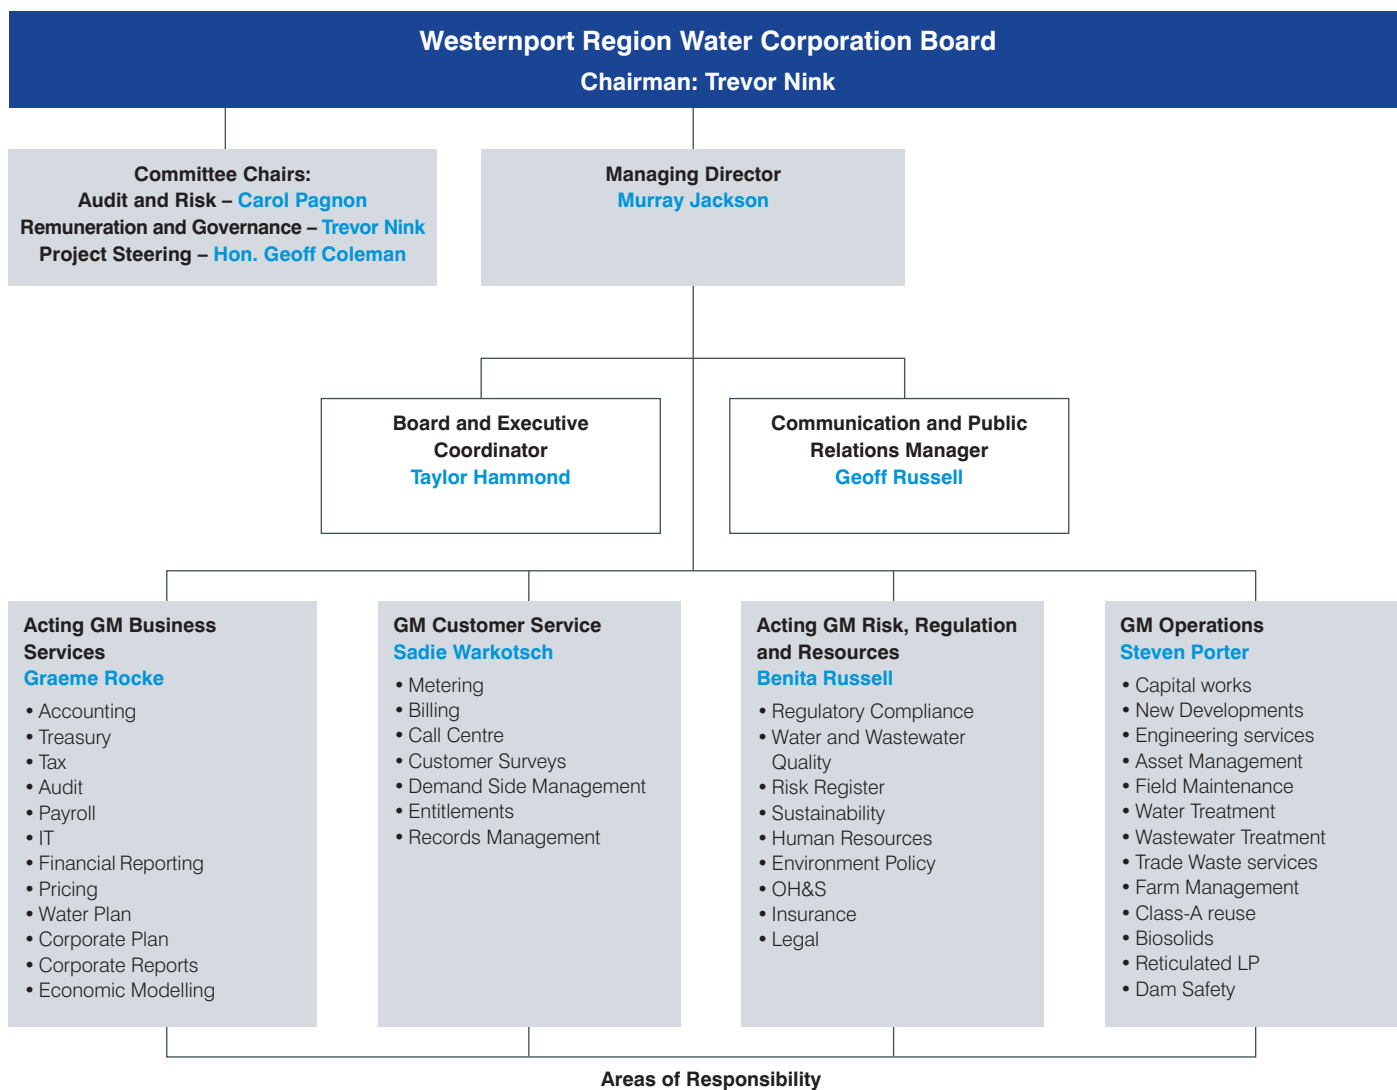 Westernport Region Water Corporation Board
Chairman: Trevor Nink
Committee Chairs:
Audit and Risk – Carol Pagnon
Remuneration and Governance – Trevor Nink
Project Steering – Hon. Geoff Coleman
Managing Director
Murray Jackson
Board and Executive
Coordinator
Taylor Hammond
Communication and Public
Relations Manager
Geoff Russell
Acting GM Business
Services
Graeme Rocke
• Accounting
• Treasury
• Tax
• Audit
• Payroll
• IT
• Financial Reporting
• Pricing
• Water Plan
• Corporate Plan
• Corporate Reports
• Economic Modelling
GM Customer Service
Sadie Warkotsch
• Metering
• Billing
• Call Centre
• Customer Surveys
• Demand Side Management
• Entitlements
• Records Management
Acting GM Risk, Regulation
and Resources
Benita Russell
• Regulatory Compliance
• Water and Wastewater
Quality
• Risk Register
• Sustainability
• Human Resources
• Environment Policy
• OH&S
• Insurance
• Legal
GM Operations
Steven Porter
• Capital works
• New Developments
• Engineering services
• Asset Management
• Field Maintenance
• Water Treatment
• Wastewater Treatment
• Trade Waste services
• Farm Management
• Class-A reuse
• Biosolids
• Reticulated LP
• Dam Safety
Areas of Responsibility